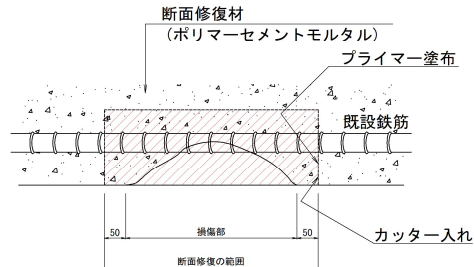 断面修復材
(ポリマーセメントモルタル)
プライマー塗布
既設鉄筋
50
損傷部
50
カッター入れ
断面修復の範囲